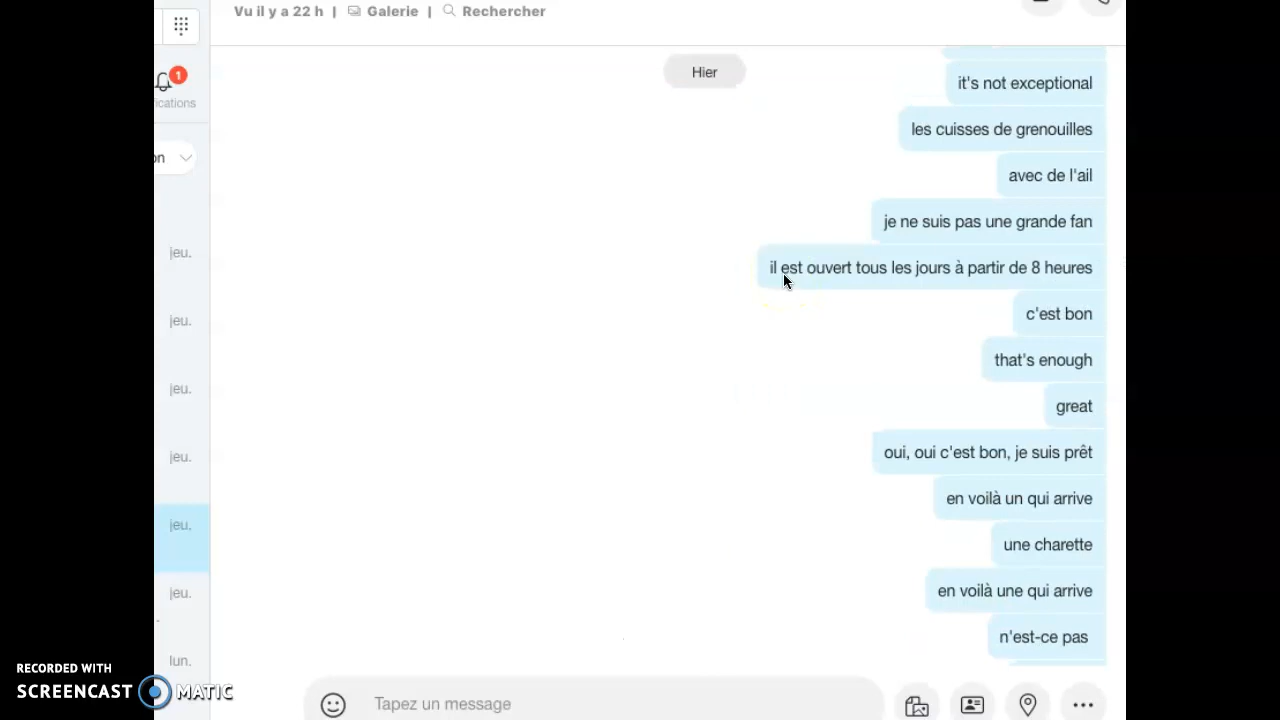 Vu il y a 22 h | Galerie | Rechercher
1
ications
on
Hier
it's not exceptional
les cuisses de grenouilles
avec de l'ail
je ne suis pas une grande fan
jeu.
il est ouvert tous les jours à partir de 8 heures
c'est bon
jeu.
that's enough
jeu.
great
oui, oui c'est bon, je suis prêt
jeu.
en voilà un qui arrive
jeu.
une charette
en voilà une qui arrive
jeu.
n'est-ce pas
lun.
Tapez un message
RECORDED WITH
SCREENCAST MATIC